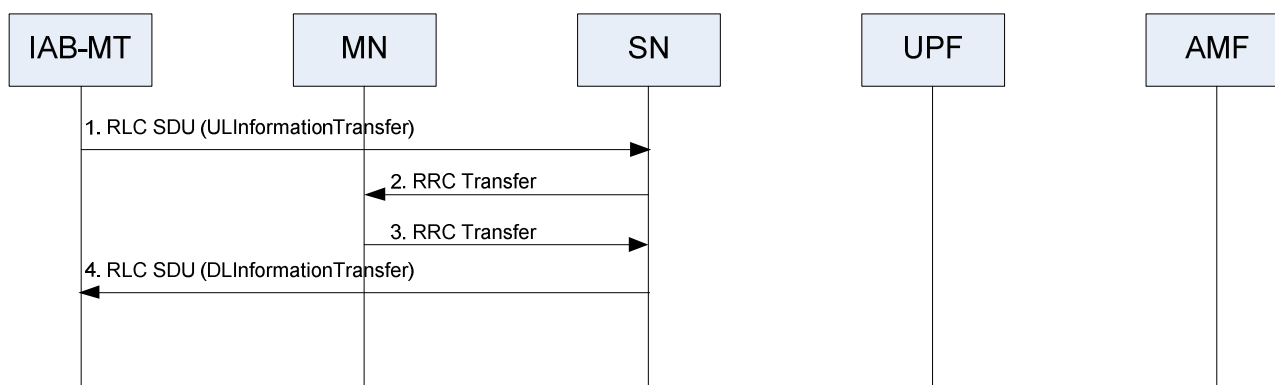 IAB-MT
MN
SN
UPF
AMF
1. RLC SDU (ULInformationTransfer)
2. RRC Transfer
3. RRC Transfer
4. RLC SDU (DLInformationTransfer)